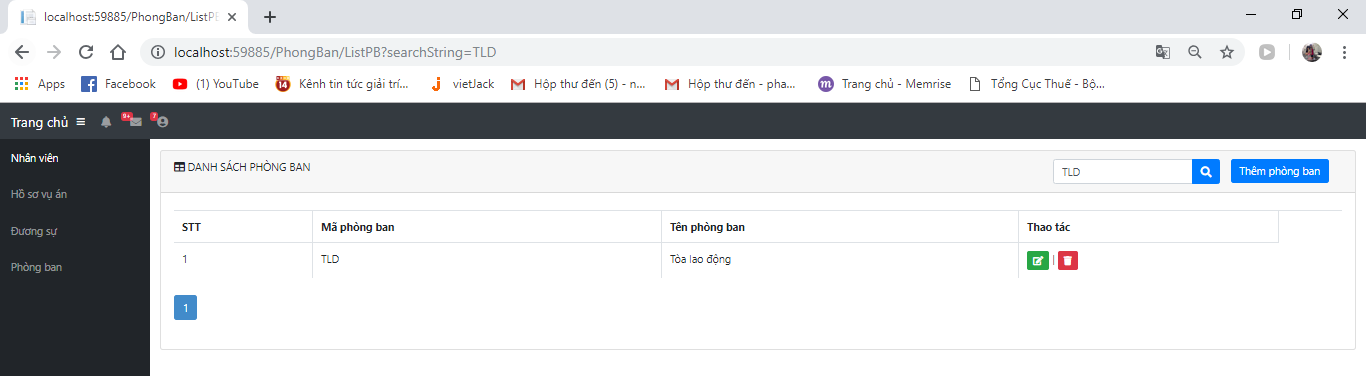 localhost:59885/PhongBan/ListPB
localhost:59885/PhongBan/ListPB?searchString=TLD
Apps Facebook (1) YouTube 14 Kênh tin tức giải trí... vietJack Hộp thư đến (5) - n... Hộp thư đến - pha... m Trang chủ - Memrise Tổng Cục Thuế - Bộ...
Trang chủ 9+ 7
Nhân viên
Hồ sơ vụ án
Đương sự
Phòng ban
DANH SÁCH PHÒNG BAN TLD Thêm phòng ban
STT Mã phòng ban Tên phòng ban Thao tác
1 TLD Tòa lao động |
1